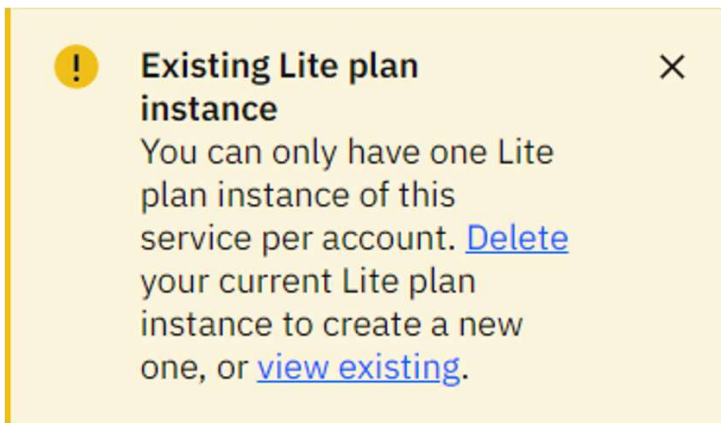 Existing Lite plan
instance
You can only have one Lite
plan instance of this
service per account. Delete
your current Lite plan
instance to create a new
one, or view existing.